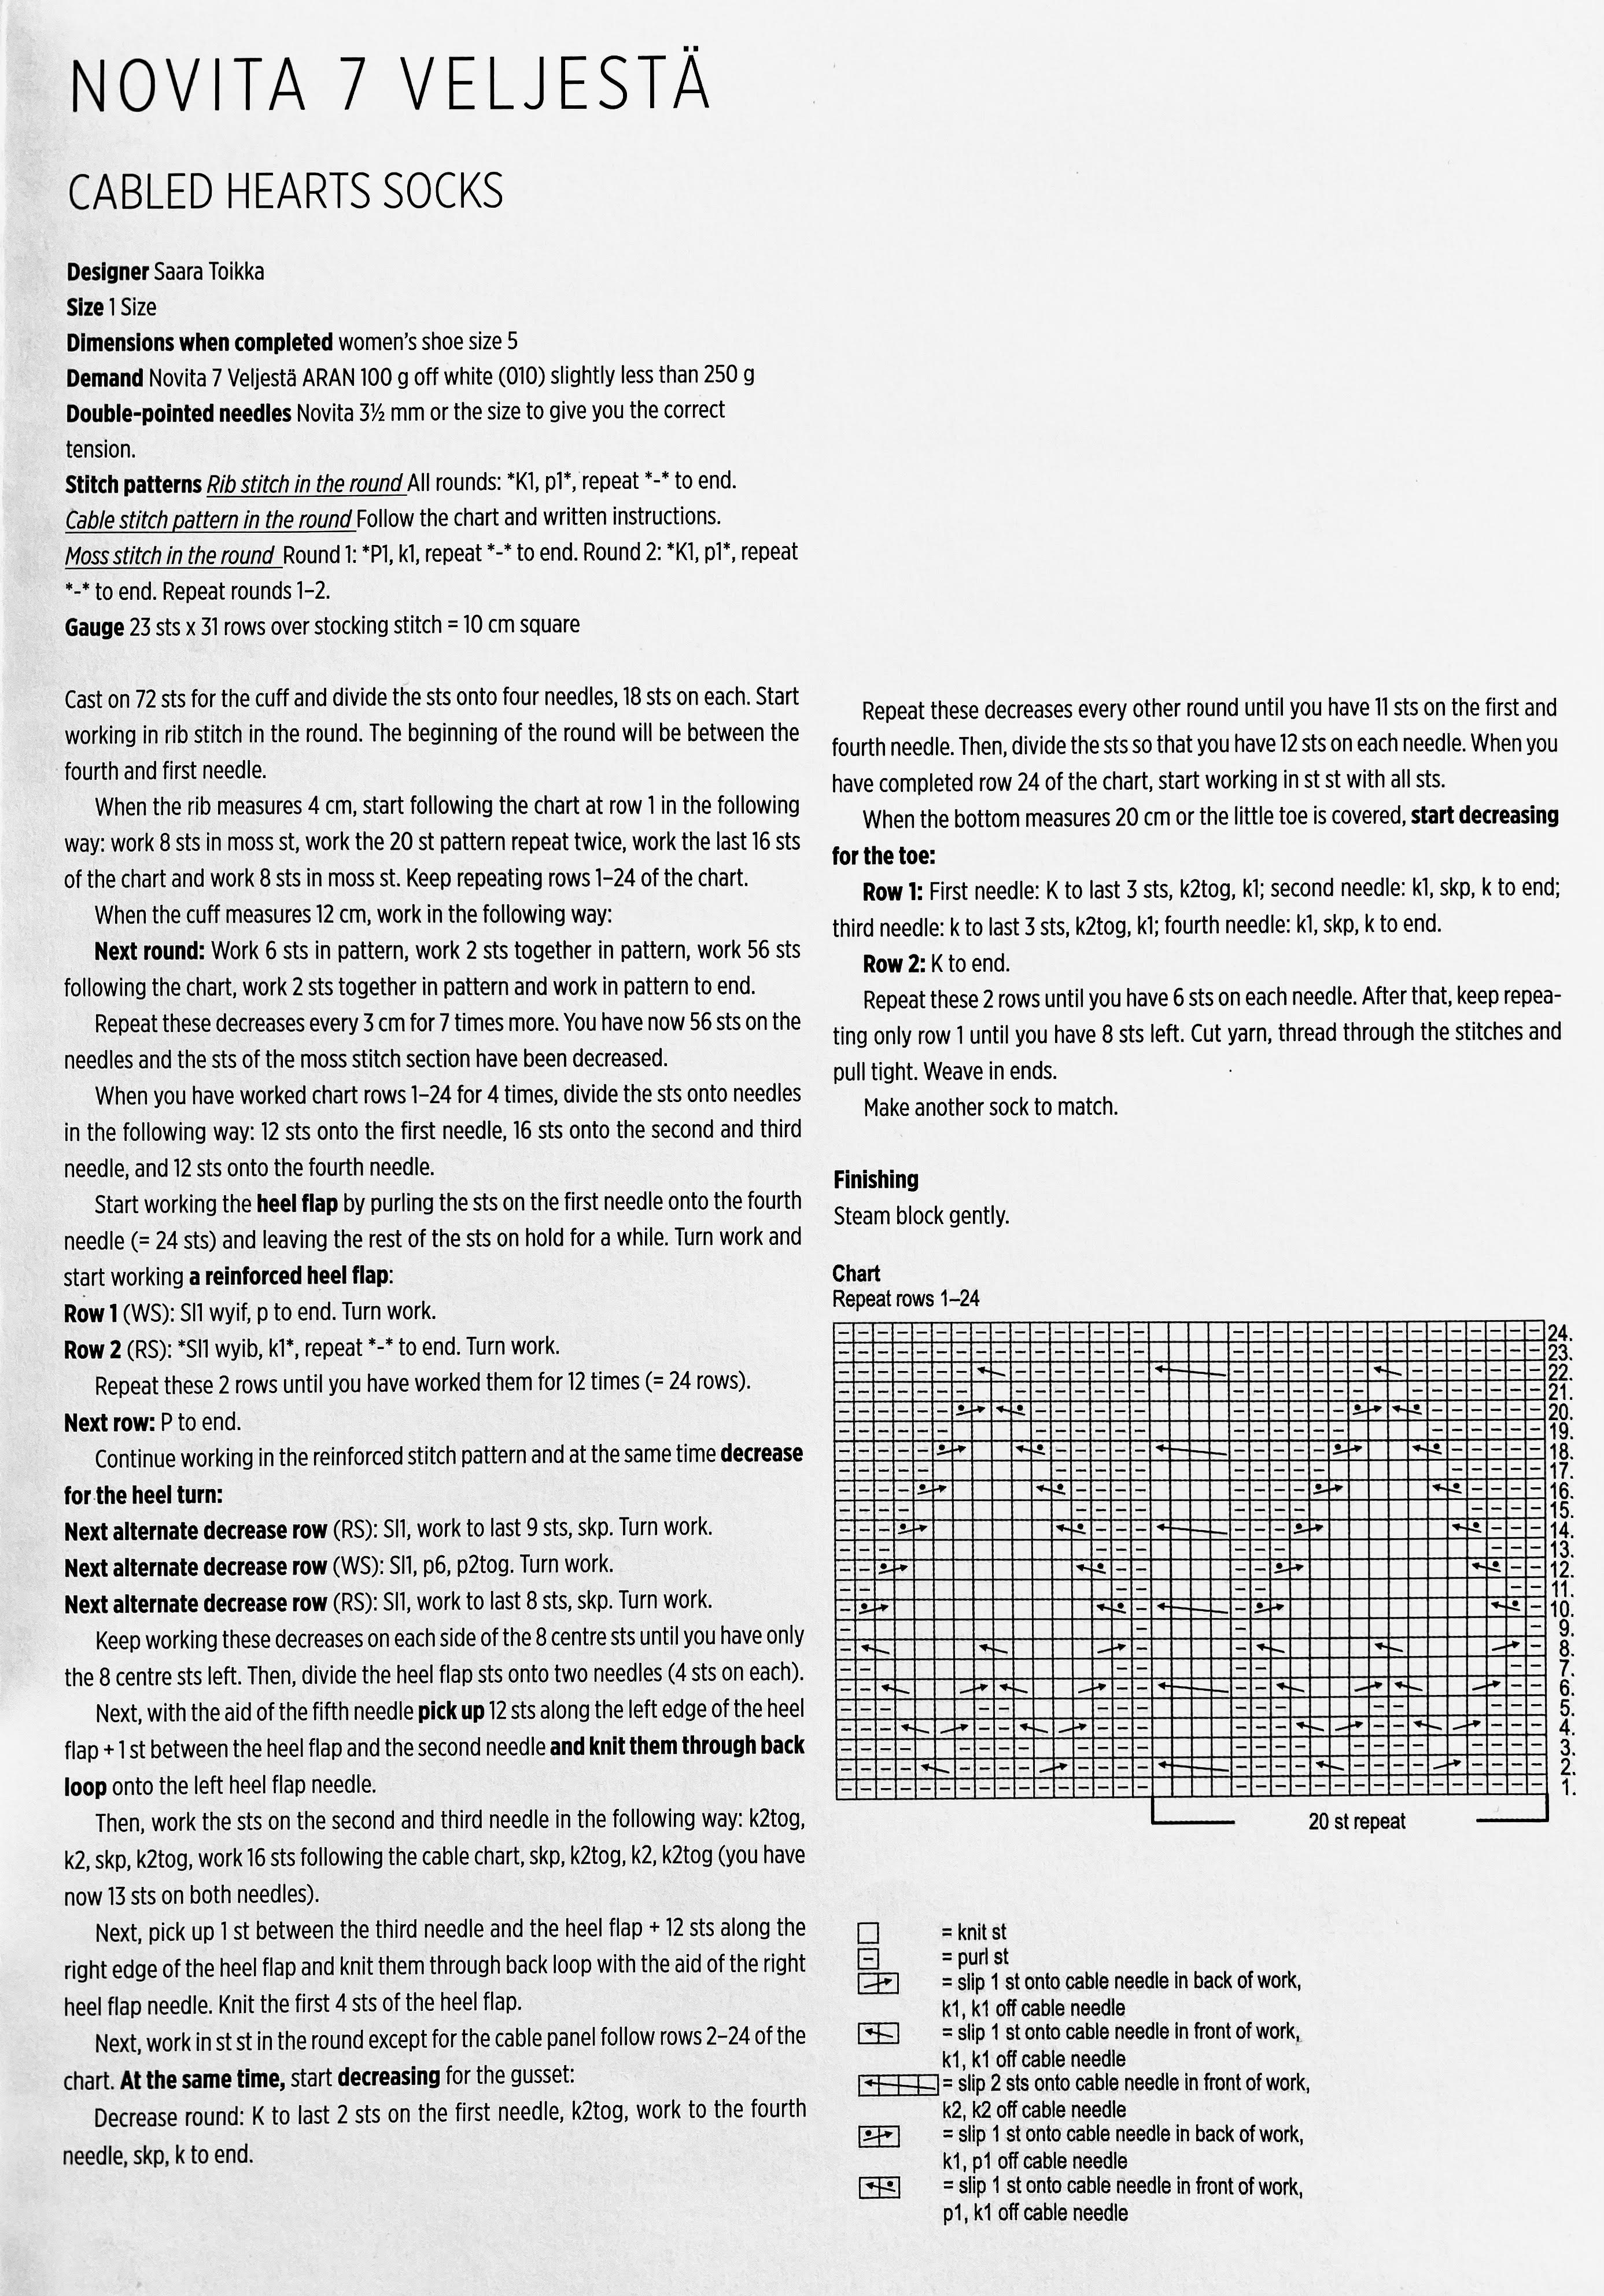 NOVITA 7 VELJESTÄ
CABLED HEARTS SOCKS
Designer Saara Toikka
Size 1 Size
Dimensions when completed women's shoe size 5
Demand Novita 7 Veljestä ARAN 100 g off white (010) slightly less than 250 g
Double-pointed needles Novita 3½ mm or the size to give you the correct
tension.
Stitch patterns Rib stitch in the round All rounds: *K1, p1*, repeat *-* to end.
Cable stitch pattern in the round Follow the chart and written instructions.
Moss stitch in the round Round 1: *P1, k1, repeat *-* to end. Round 2: *K1, p1*, repeat
*-* to end. Repeat rounds 1–2.
Gauge 23 sts x 31 rows over stocking stitch = 10 cm square
Cast on 72 sts for the cuff and divide the sts onto four needles, 18 sts on each. Start
working in rib stitch in the round. The beginning of the round will be between the
fourth and first needle.
When the rib measures 4 cm, start following the chart at row 1 in the following
way: work 8 sts in moss st, work the 20 st pattern repeat twice, work the last 16 sts
of the chart and work 8 sts in moss st. Keep repeating rows 1–24 of the chart.
When the cuff measures 12 cm, work in the following way:
Next round: Work 6 sts in pattern, work 2 sts together in pattern, work 56 sts
following the chart, work 2 sts together in pattern and work in pattern to end.
Repeat these decreases every 3 cm for 7 times more. You have now 56 sts on the
needles and the sts of the moss stitch section have been decreased.
When you have worked chart rows 1–24 for 4 times, divide the sts onto needles
in the following way: 12 sts onto the first needle, 16 sts onto the second and third
needle, and 12 sts onto the fourth needle.
Start working the heel flap by purling the sts on the first needle onto the fourth
needle (= 24 sts) and leaving the rest of the sts on hold for a while. Turn work and
start working a reinforced heel flap:
Row 1 (WS): Sl1 wyif, p to end. Turn work.
Row 2 (RS): *Sl1 wyib, k1*, repeat *-* to end. Turn work.
Repeat these 2 rows until you have worked them for 12 times (= 24 rows).
Next row: P to end.
Continue working in the reinforced stitch pattern and at the same time decrease
for the heel turn:
Next alternate decrease row (RS): Sl1, work to last 9 sts, skp. Turn work.
Next alternate decrease row (WS): Sl1, p6, p2tog. Turn work.
Next alternate decrease row (RS): Sl1, work to last 8 sts, skp. Turn work.
Keep working these decreases on each side of the 8 centre sts until you have only
the 8 centre sts left. Then, divide the heel flap sts onto two needles (4 sts on each).
Next, with the aid of the fifth needle pick up 12 sts along the left edge of the heel
flap + 1 st between the heel flap and the second needle and knit them through back
loop onto the left heel flap needle.
Then, work the sts on the second and third needle in the following way: k2tog,
k2, skp, k2tog, work 16 sts following the cable chart, skp, k2tog, k2, k2tog (you have
now 13 sts on both needles).
Next, pick up 1 st between the third needle and the heel flap + 12 sts along the
right edge of the heel flap and knit them through back loop with the aid of the right
heel flap needle. Knit the first 4 sts of the heel flap.
Next, work in st st in the round except for the cable panel follow rows 2–24 of the
chart. At the same time, start decreasing for the gusset:
Decrease round: K to last 2 sts on the first needle, k2tog, work to the fourth
needle, skp, k to end.
Repeat these decreases every other round until you have 11 sts on the first and
fourth needle. Then, divide the sts so that you have 12 sts on each needle. When you
have completed row 24 of the chart, start working in st st with all sts.
When the bottom measures 20 cm or the little toe is covered, start decreasing
for the toe:
Row 1: First needle: K to last 3 sts, k2tog, k1; second needle: k1, skp, k to end;
third needle: k to last 3 sts, k2tog, k1; fourth needle: k1, skp, k to end.
Row 2: K to end.
Repeat these 2 rows until you have 6 sts on each needle. After that, keep repea-
ting only row 1 until you have 8 sts left. Cut yarn, thread through the stitches and
pull tight. Weave in ends.
Make another sock to match.
Finishing
Steam block gently.
Chart
Repeat rows 1–24
24.
23.
22.
21.
20.
19.
18.
17.
16.
15.
14.
13.
12.
11.
10.
9.
8.
7.
6.
5.
4.
3.
2.
1.
20 st repeat
= knit st
= purl st
= slip 1 st onto cable needle in back of work,
k1, k1 off cable needle
= slip 1 st onto cable needle in front of work,
k1, k1 off cable needle
= slip 2 sts onto cable needle in front of work,
k2, k2 off cable needle
= slip 1 st onto cable needle in back of work,
k1, p1 off cable needle
= slip 1 st onto cable needle in front of work,
p1, k1 off cable needle